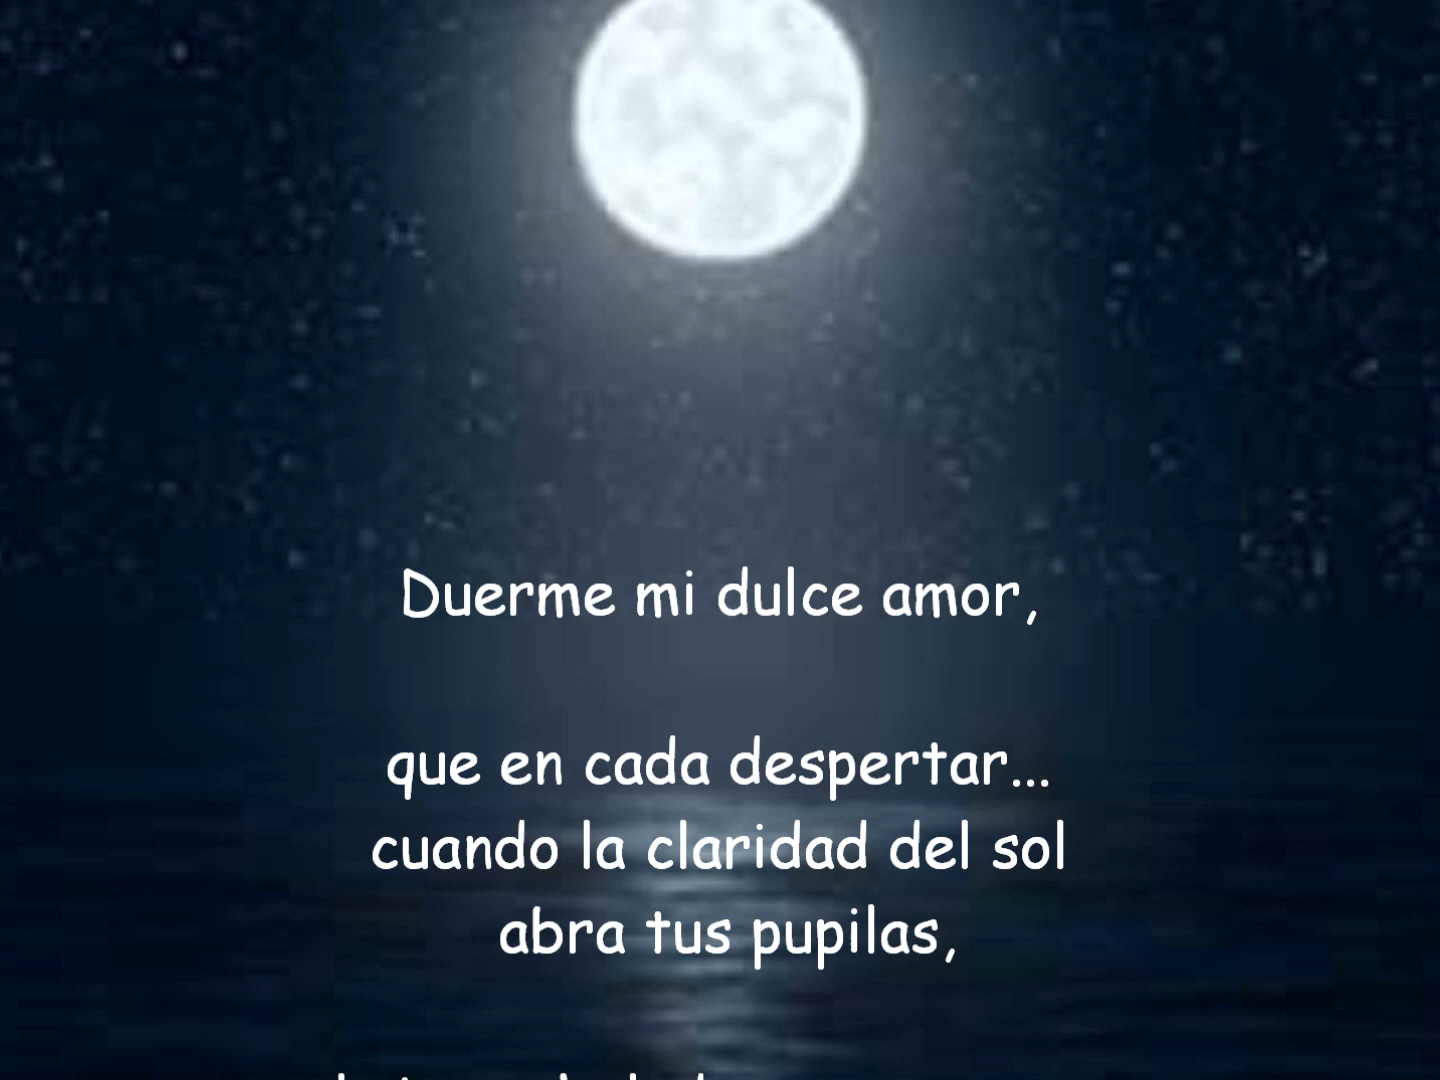 Duerme mi dulce amor,
que en cada despertar...
cuando la claridad del sol
abra tus pupilas,